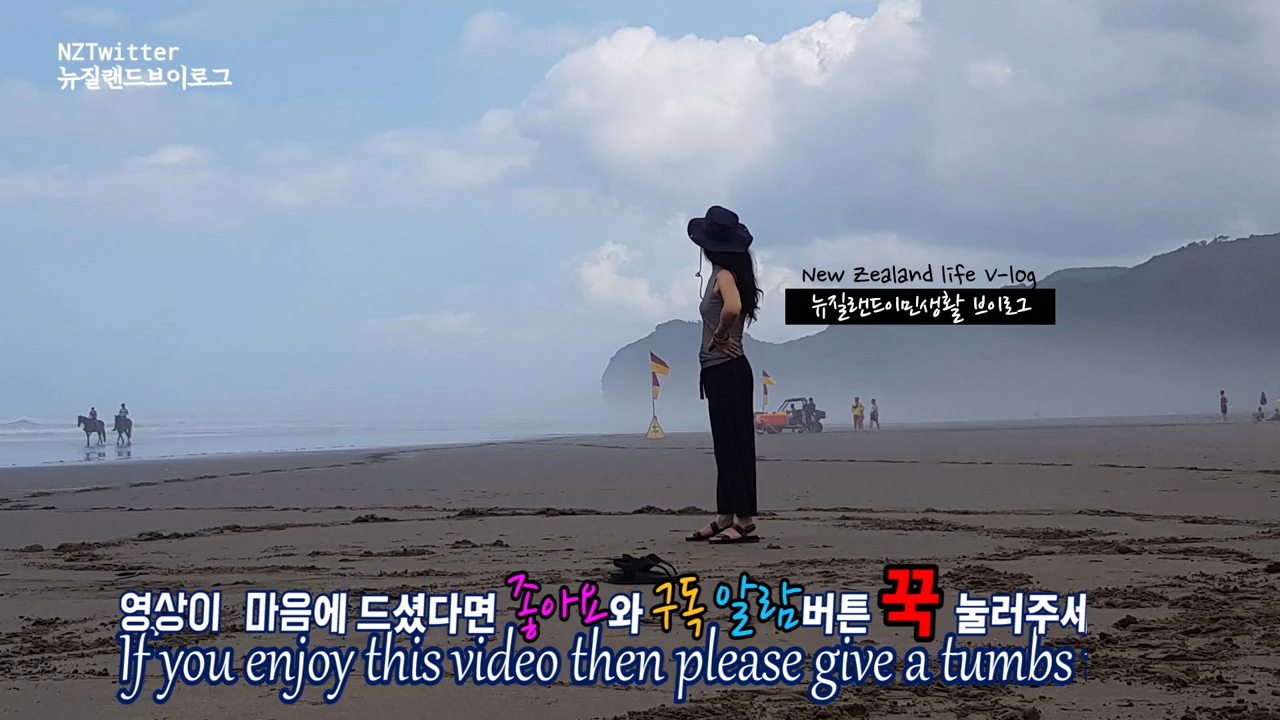 NZTwitter
뉴질랜드브이로그
New Zealand life V-log
뉴질랜드이민생활 브이로그
영상이 마음에 드셨다면 좋아요와 구독 알람버튼 꾹 눌러주세
If you enjoy this video then please give a tumbs